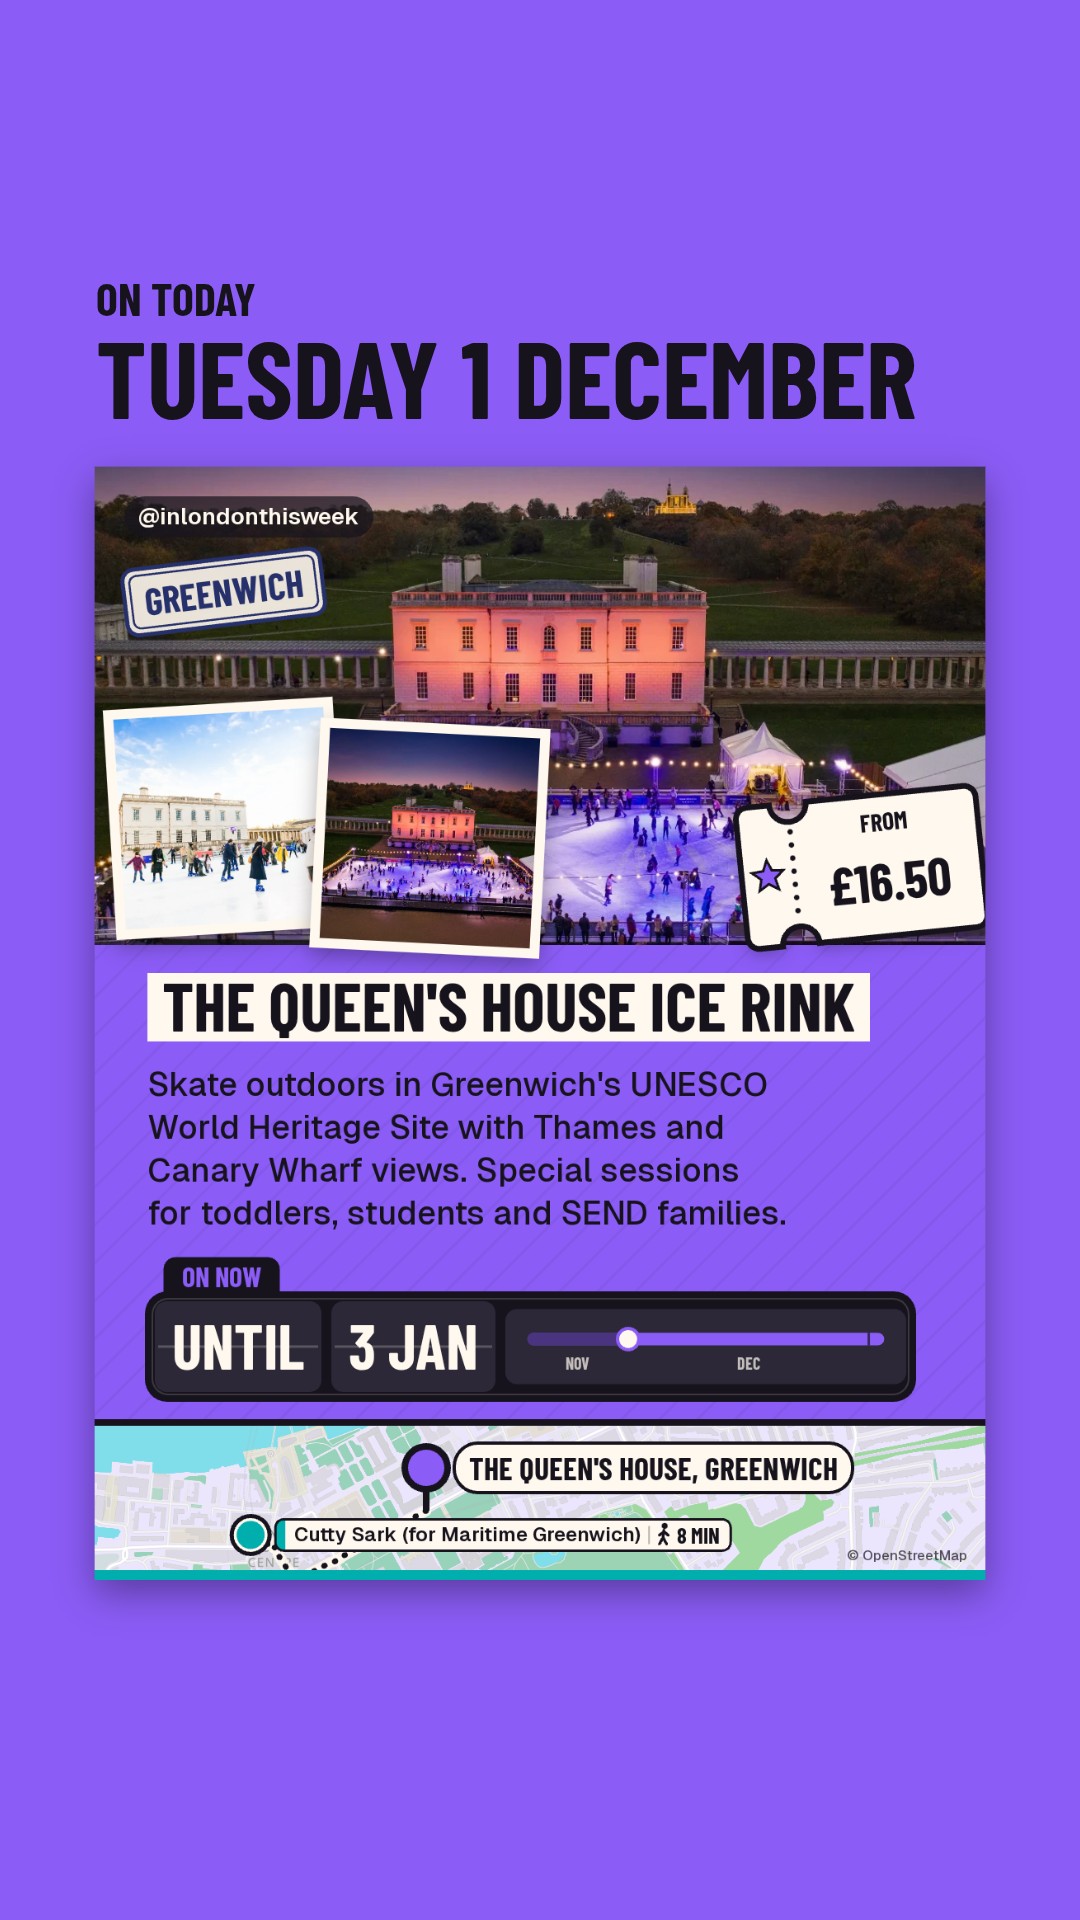 ON TODAY
TUESDAY 1 DECEMBER
@inlondonthisweek
GREENWICH
FROM
£16.50
THE QUEEN'S HOUSE ICE RINK
Skate outdoors in Greenwich's UNESCO
World Heritage Site with Thames and
Canary Wharf views. Special sessions
for toddlers, students and SEND families.
ON NOW
UNTIL 3 JAN
NOV DEC
THE QUEEN'S HOUSE, GREENWICH
Cutty Sark (for Maritime Greenwich) | 8 MIN
© OpenStreetMap